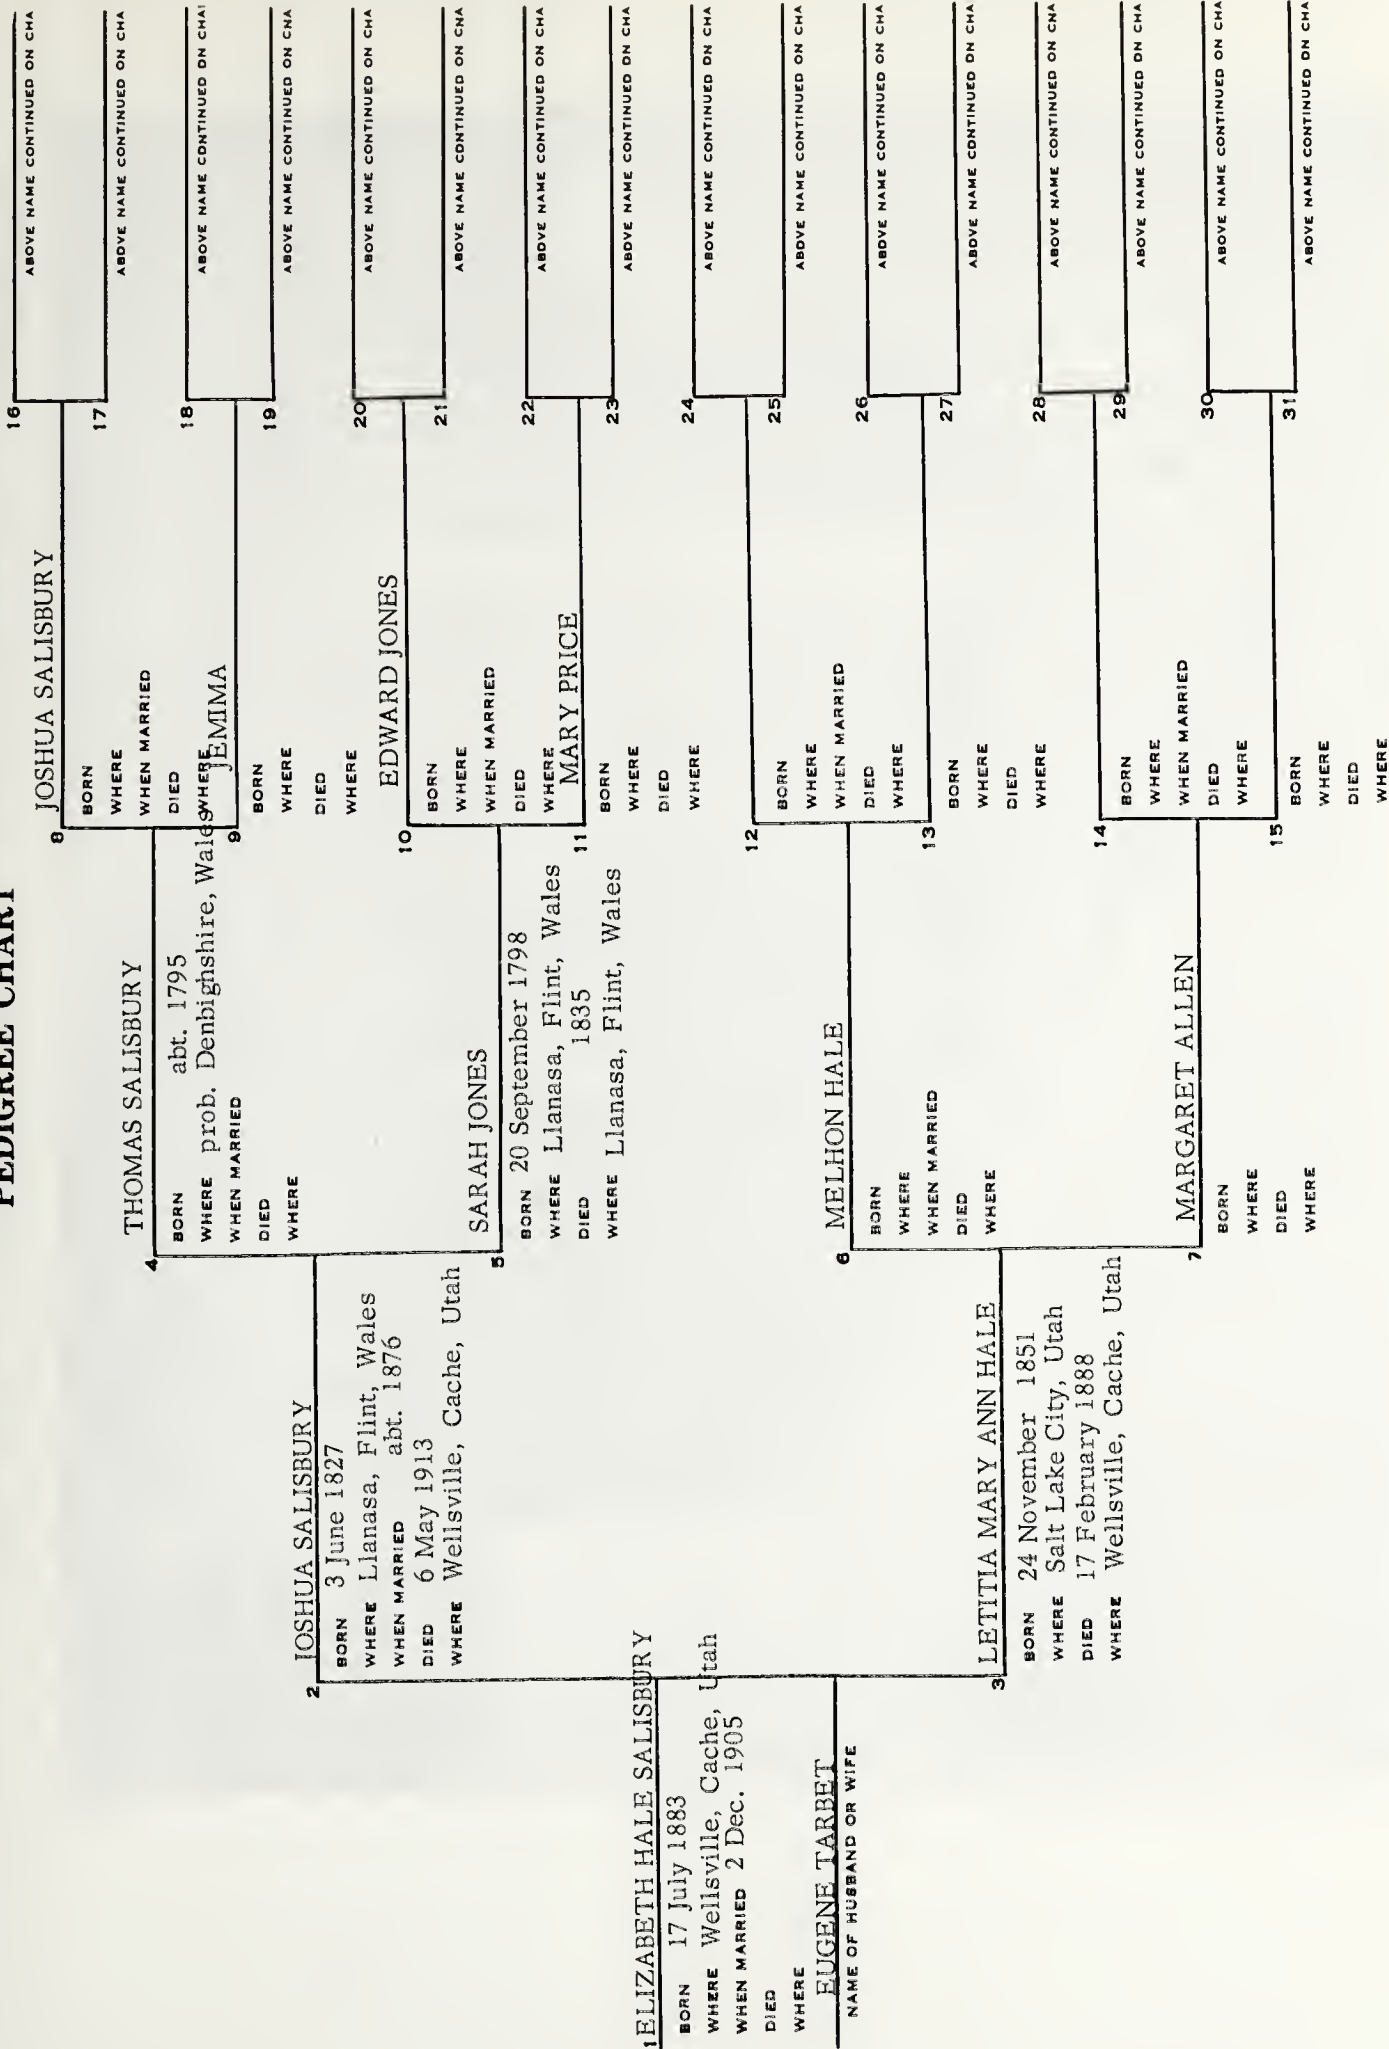 PEDIGREE CHART
1 ELIZABETH HALE SALISBURY
BORN 17 July 1883
WHERE Wellsville, Cache, Utah
WHEN MARRIED 2 Dec. 1905
DIED
WHERE
EUGENE TARBET
NAME OF HUSBAND OR WIFE
2
JOSHUA SALISBURY
BORN 3 June 1827
WHERE Llanasa, Flint, Wales
WHEN MARRIED abt. 1876
DIED 6 May 1913
WHERE Wellsville, Cache, Utah
3
LETITIA MARY ANN HALE
BORN 24 November 1851
WHERE Salt Lake City, Utah
DIED 17 February 1888
WHERE Wellsville, Cache, Utah
4
THOMAS SALISBURY
BORN abt. 1795
WHERE prob. Denbighshire, Wales
WHEN MARRIED
DIED
WHERE
5
SARAH JONES
BORN 20 September 1798
WHERE Llanasa, Flint, Wales
DIED 1835
WHERE Llanasa, Flint, Wales
6
MELHON HALE
BORN
WHERE
WHEN MARRIED
DIED
WHERE
7
MARGARET ALLEN
BORN
WHERE
DIED
WHERE
8
JOSHUA SALISBURY
BORN
WHERE
WHEN MARRIED
DIED
WHERE
9
JEMIMA
BORN
WHERE
DIED
WHERE
10
EDWARD JONES
BORN
WHERE
WHEN MARRIED
DIED
WHERE
11
MARY PRICE
BORN
WHERE
DIED
WHERE
12
BORN
WHERE
WHEN MARRIED
DIED
WHERE
13
BORN
WHERE
DIED
WHERE
14
BORN
WHERE
WHEN MARRIED
DIED
WHERE
15
BORN
WHERE
DIED
WHERE
16
ABOVE NAME CONTINUED ON CHA
17
ABOVE NAME CONTINUED ON CHA
18
ABOVE NAME CONTINUED ON CHA
19
ABOVE NAME CONTINUED ON CHA
20
ABOVE NAME CONTINUED ON CHA
21
ABOVE NAME CONTINUED ON CHA
22
ABOVE NAME CONTINUED ON CHA
23
ABOVE NAME CONTINUED ON CHA
24
ABOVE NAME CONTINUED ON CHA
25
ABOVE NAME CONTINUED ON CHA
26
ABOVE NAME CONTINUED ON CHA
27
ABOVE NAME CONTINUED ON CHA
28
ABOVE NAME CONTINUED ON CHA
29
ABOVE NAME CONTINUED ON CHA
30
ABOVE NAME CONTINUED ON CHA
31
ABOVE NAME CONTINUED ON CHA